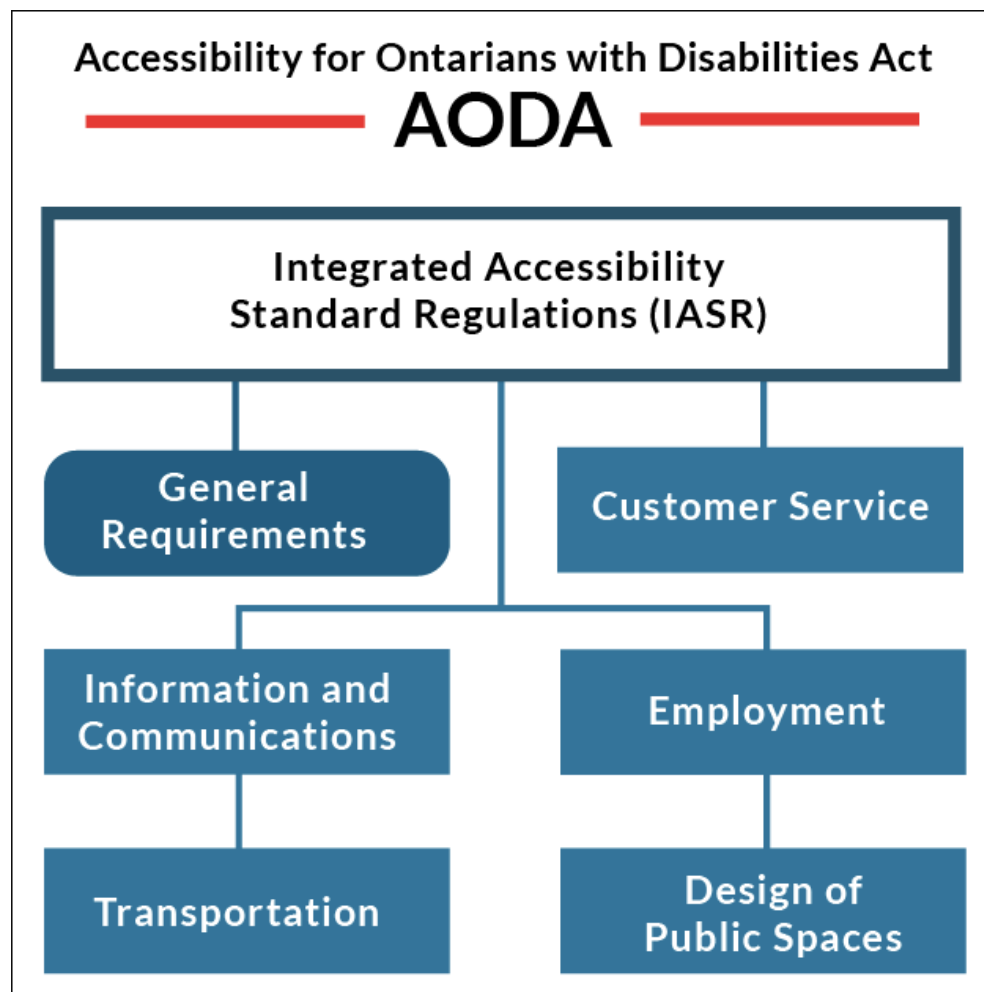 Accessibility for Ontarians with Disabilities Act
AODA
Integrated Accessibility
Standard Regulations (IASR)
General
Requirements
Customer Service
Information and
Communications
Employment
Transportation
Design of
Public Spaces